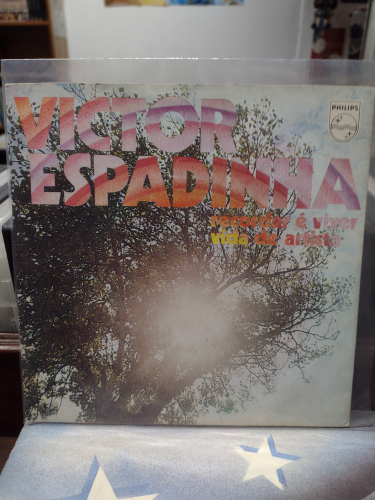 PHILIPS
VICTOR
ESPADINHA
recordar é viver
vida de artista